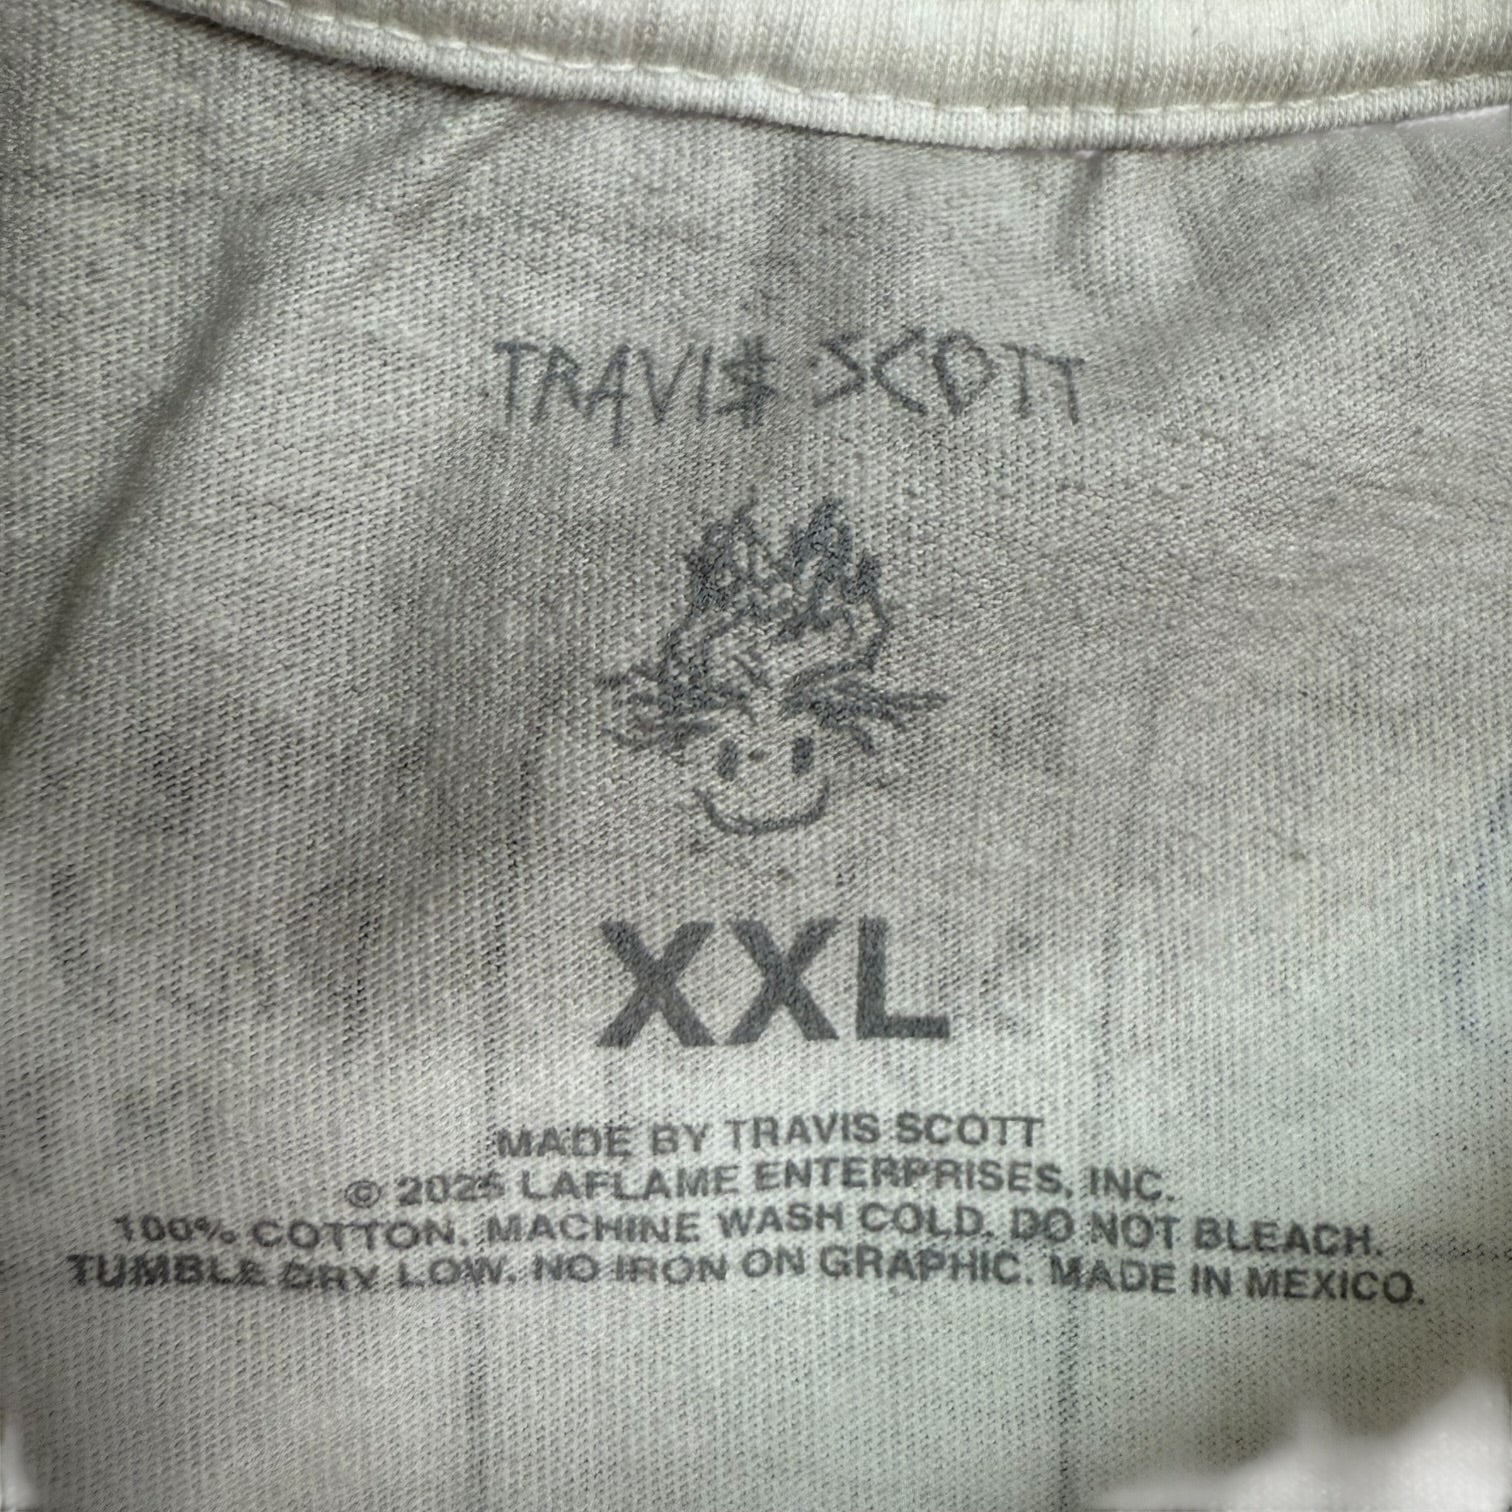 TRAVI$ SCOTT
XXL
MADE BY TRAVIS SCOTT
© 2025 LAFLAME ENTERPRISES, INC.
100% COTTON. MACHINE WASH COLD. DO NOT BLEACH.
TUMBLE DRY LOW. NO IRON ON GRAPHIC. MADE IN MEXICO.